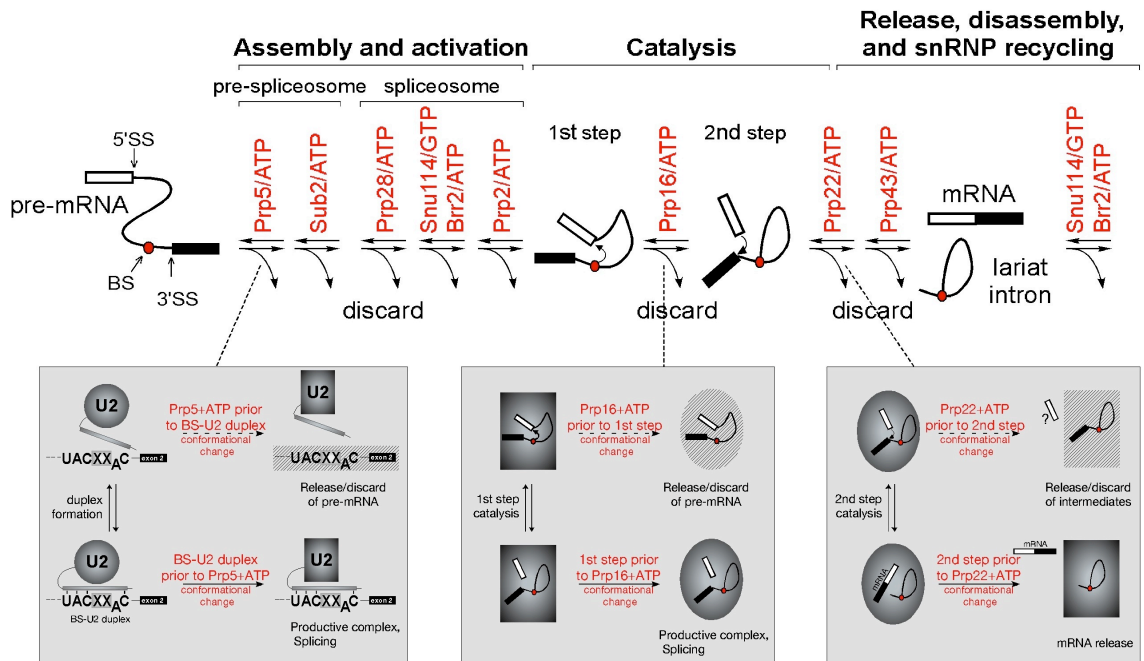 Assembly and activation
Catalysis
Release, disassembly,
and snRNP recycling
pre-spliceosome
spliceosome
5'SS
pre-mRNA
BS
3'SS
Prp5/ATP
Sub2/ATP
Prp28/ATP
Snu114/GTP
Brr2/ATP
Prp2/ATP
1st step
Prp16/ATP
2nd step
Prp22/ATP
Prp43/ATP
mRNA
lariat
intron
Snu114/GTP
Brr2/ATP
discard
discard
discard
U2
Prp5+ATP prior
to BS-U2 duplex
conformational
change
U2
UACXXAC
exon 2
UACXXAC
exon 2
Release/discard
of pre-mRNA
duplex
formation
U2
BS-U2 duplex
prior to Prp5+ATP
conformational
change
U2
UACXXAC
exon 2
BS-U2 duplex
UACXXAC
exon 2
Productive complex,
Splicing
Prp16+ATP
prior to 1st step
conformational
change
Release/discard
of pre-mRNA
1st step
catalysis
1st step prior
to Prp16+ATP
conformational
change
Productive complex,
Splicing
Prp22+ATP
prior to 2nd step
conformational
change
?
Release/discard
of intermediates
2nd step
catalysis
mRNA
2nd step prior
to Prp22+ATP
conformational
change
mRNA
mRNA release